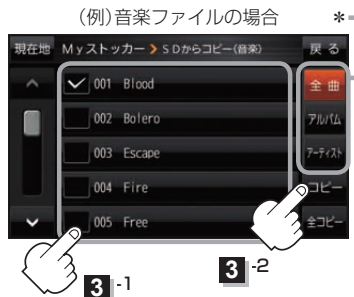 (例)音楽ファイルの場合
*
現在地 Myストッカー > SDからコピー(音楽) 戻る
001 Blood
全 曲
002 Bolero
アルバム
003 Escape
アーティスト
004 Fire
コピー
005 Free
全コピー
3 -1
3 -2